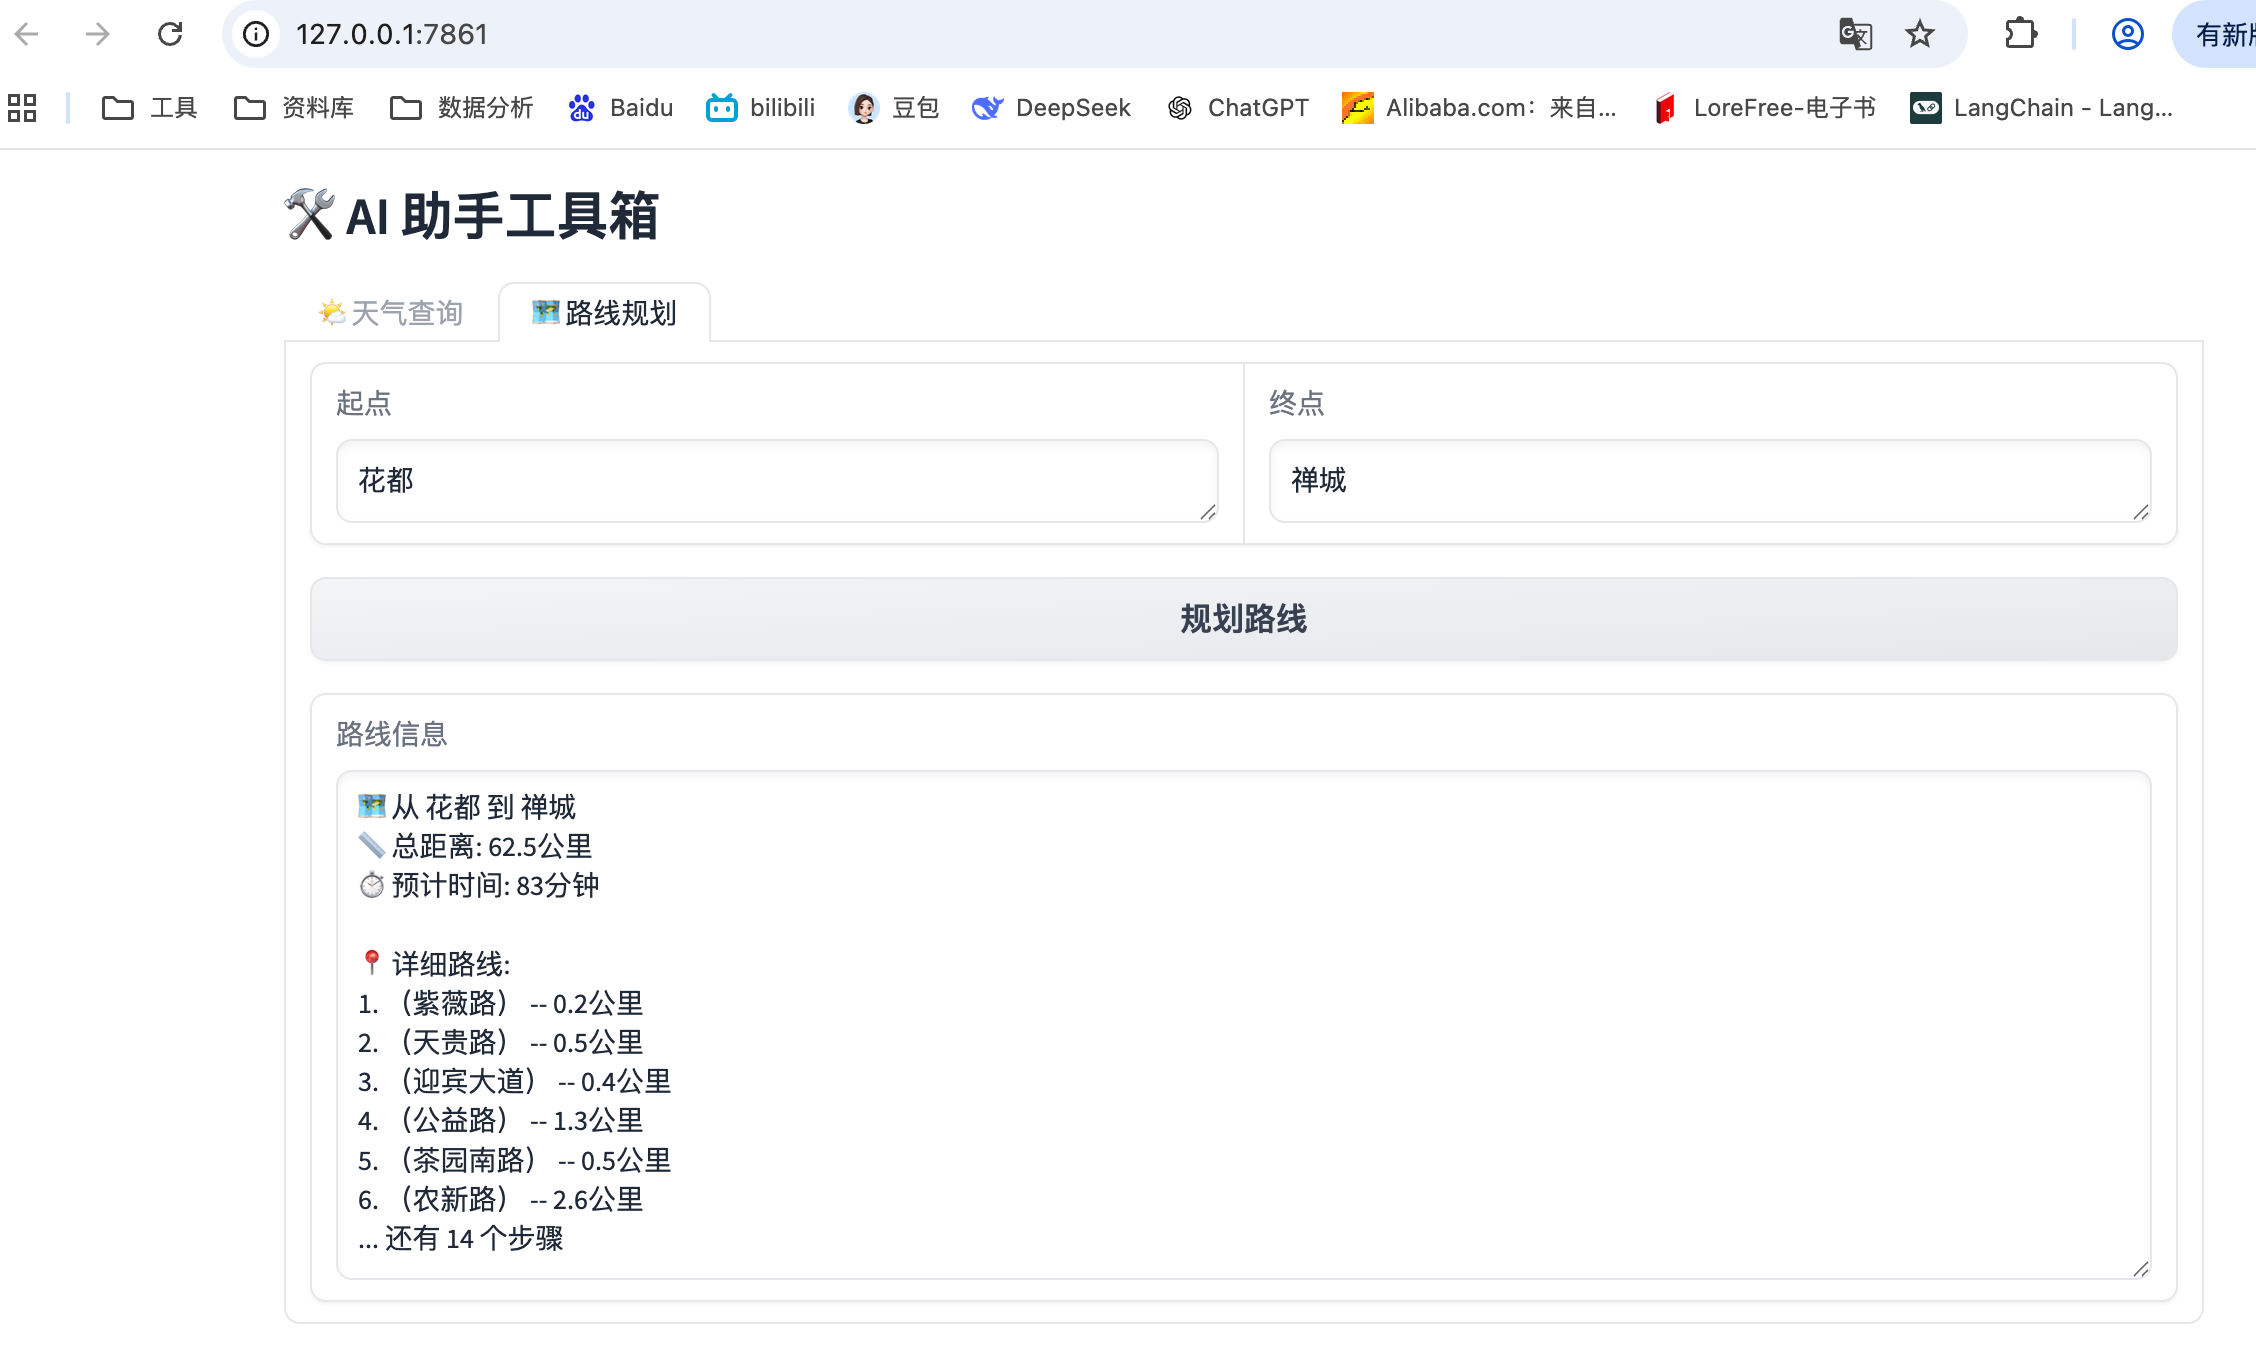 127.0.0.1:7861
有新版
工具 资料库 数据分析 Baidu bilibili 豆包 DeepSeek ChatGPT Alibaba.com：来自... LoreFree-电子书 LangChain - Lang...
AI 助手工具箱
天气查询 路线规划
起点 终点
花都 禅城
规划路线
路线信息
从 花都 到 禅城
总距离: 62.5公里
预计时间: 83分钟
详细路线:
1. （紫薇路） -- 0.2公里
2. （天贵路） -- 0.5公里
3. （迎宾大道） -- 0.4公里
4. （公益路） -- 1.3公里
5. （茶园南路） -- 0.5公里
6. （农新路） -- 2.6公里
... 还有 14 个步骤